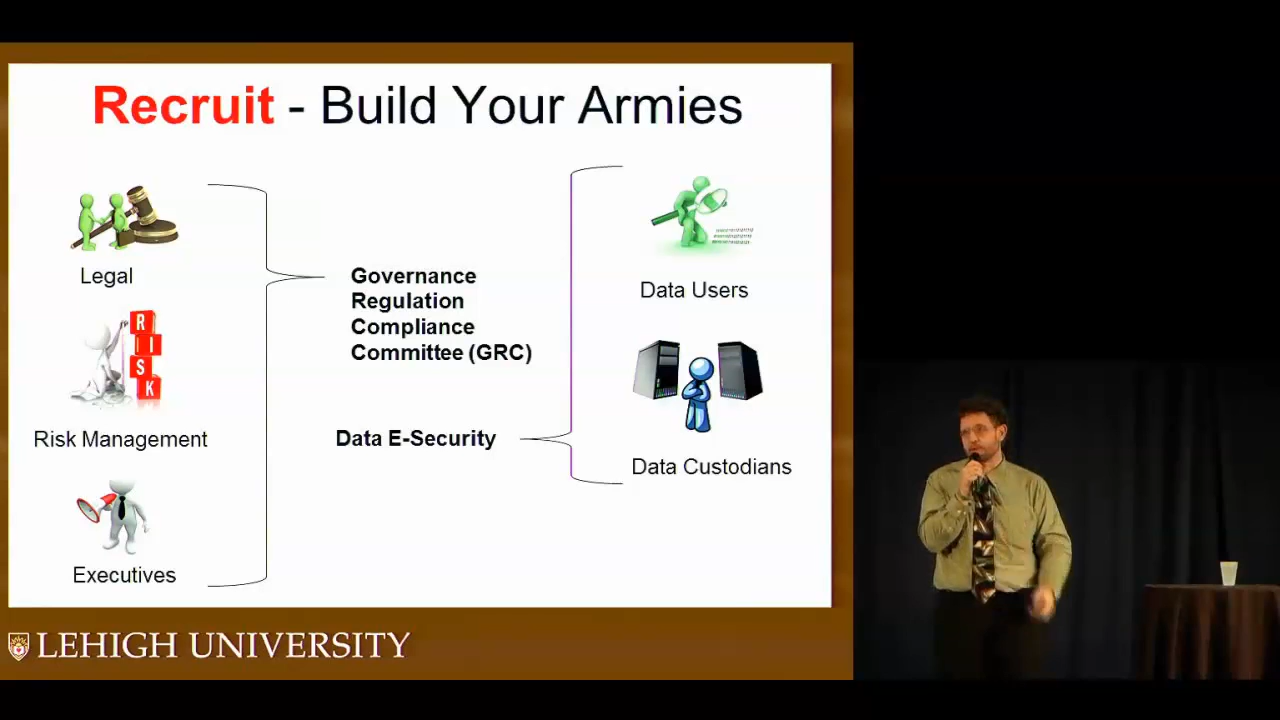 Recruit - Build Your Armies
Legal
RISK
Risk Management
Executives
Governance
Regulation
Compliance
Committee (GRC)
Data E-Security
Data Users
Data Custodians
LEHIGH UNIVERSITY